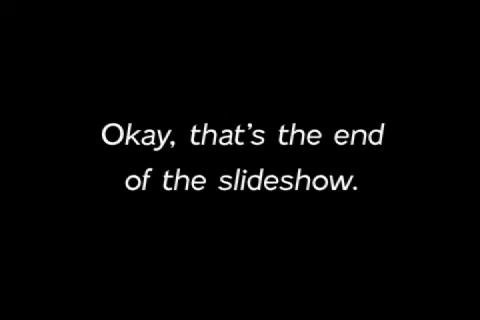 Okay, that’s the end
of the slideshow.